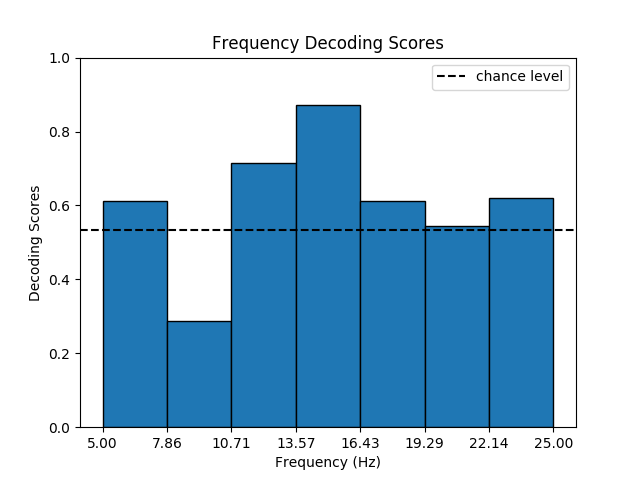 Frequency Decoding Scores
chance level
1.0
0.8
0.6
0.4
0.2
0.0
Decoding Scores
5.00 7.86 10.71 13.57 16.43 19.29 22.14 25.00
Frequency (Hz)